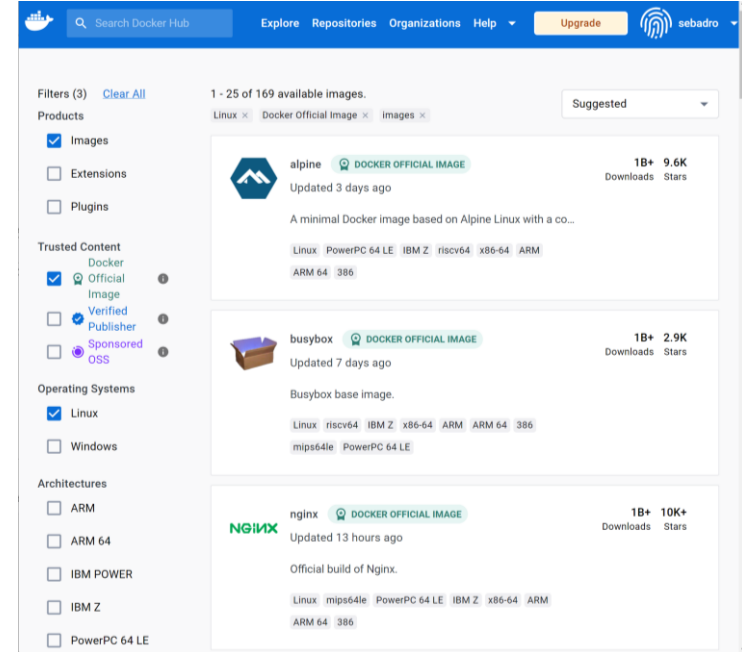 Search Docker Hub
Explore Repositories Organizations Help Upgrade sebadro
Filters (3) Clear All
Products
Images
Extensions
Plugins
Trusted Content
Docker
Official
Image
Verified
Publisher
Sponsored
OSS
Operating Systems
Linux
Windows
Architectures
ARM
ARM 64
IBM POWER
IBM Z
PowerPC 64 LE
1 - 25 of 169 available images.
Linux × Docker Official Image × images ×
Suggested
alpine DOCKER OFFICIAL IMAGE
Updated 3 days ago
1B+ 9.6K
Downloads Stars
A minimal Docker image based on Alpine Linux with a co...
Linux PowerPC 64 LE IBM Z riscv64 x86-64 ARM
ARM 64 386
busybox DOCKER OFFICIAL IMAGE
Updated 7 days ago
1B+ 2.9K
Downloads Stars
Busybox base image.
Linux riscv64 IBM Z x86-64 ARM ARM 64 386
mips64le PowerPC 64 LE
NGINX
nginx DOCKER OFFICIAL IMAGE
Updated 13 hours ago
1B+ 10K+
Downloads Stars
Official build of Nginx.
Linux mips64le PowerPC 64 LE IBM Z x86-64 ARM
ARM 64 386